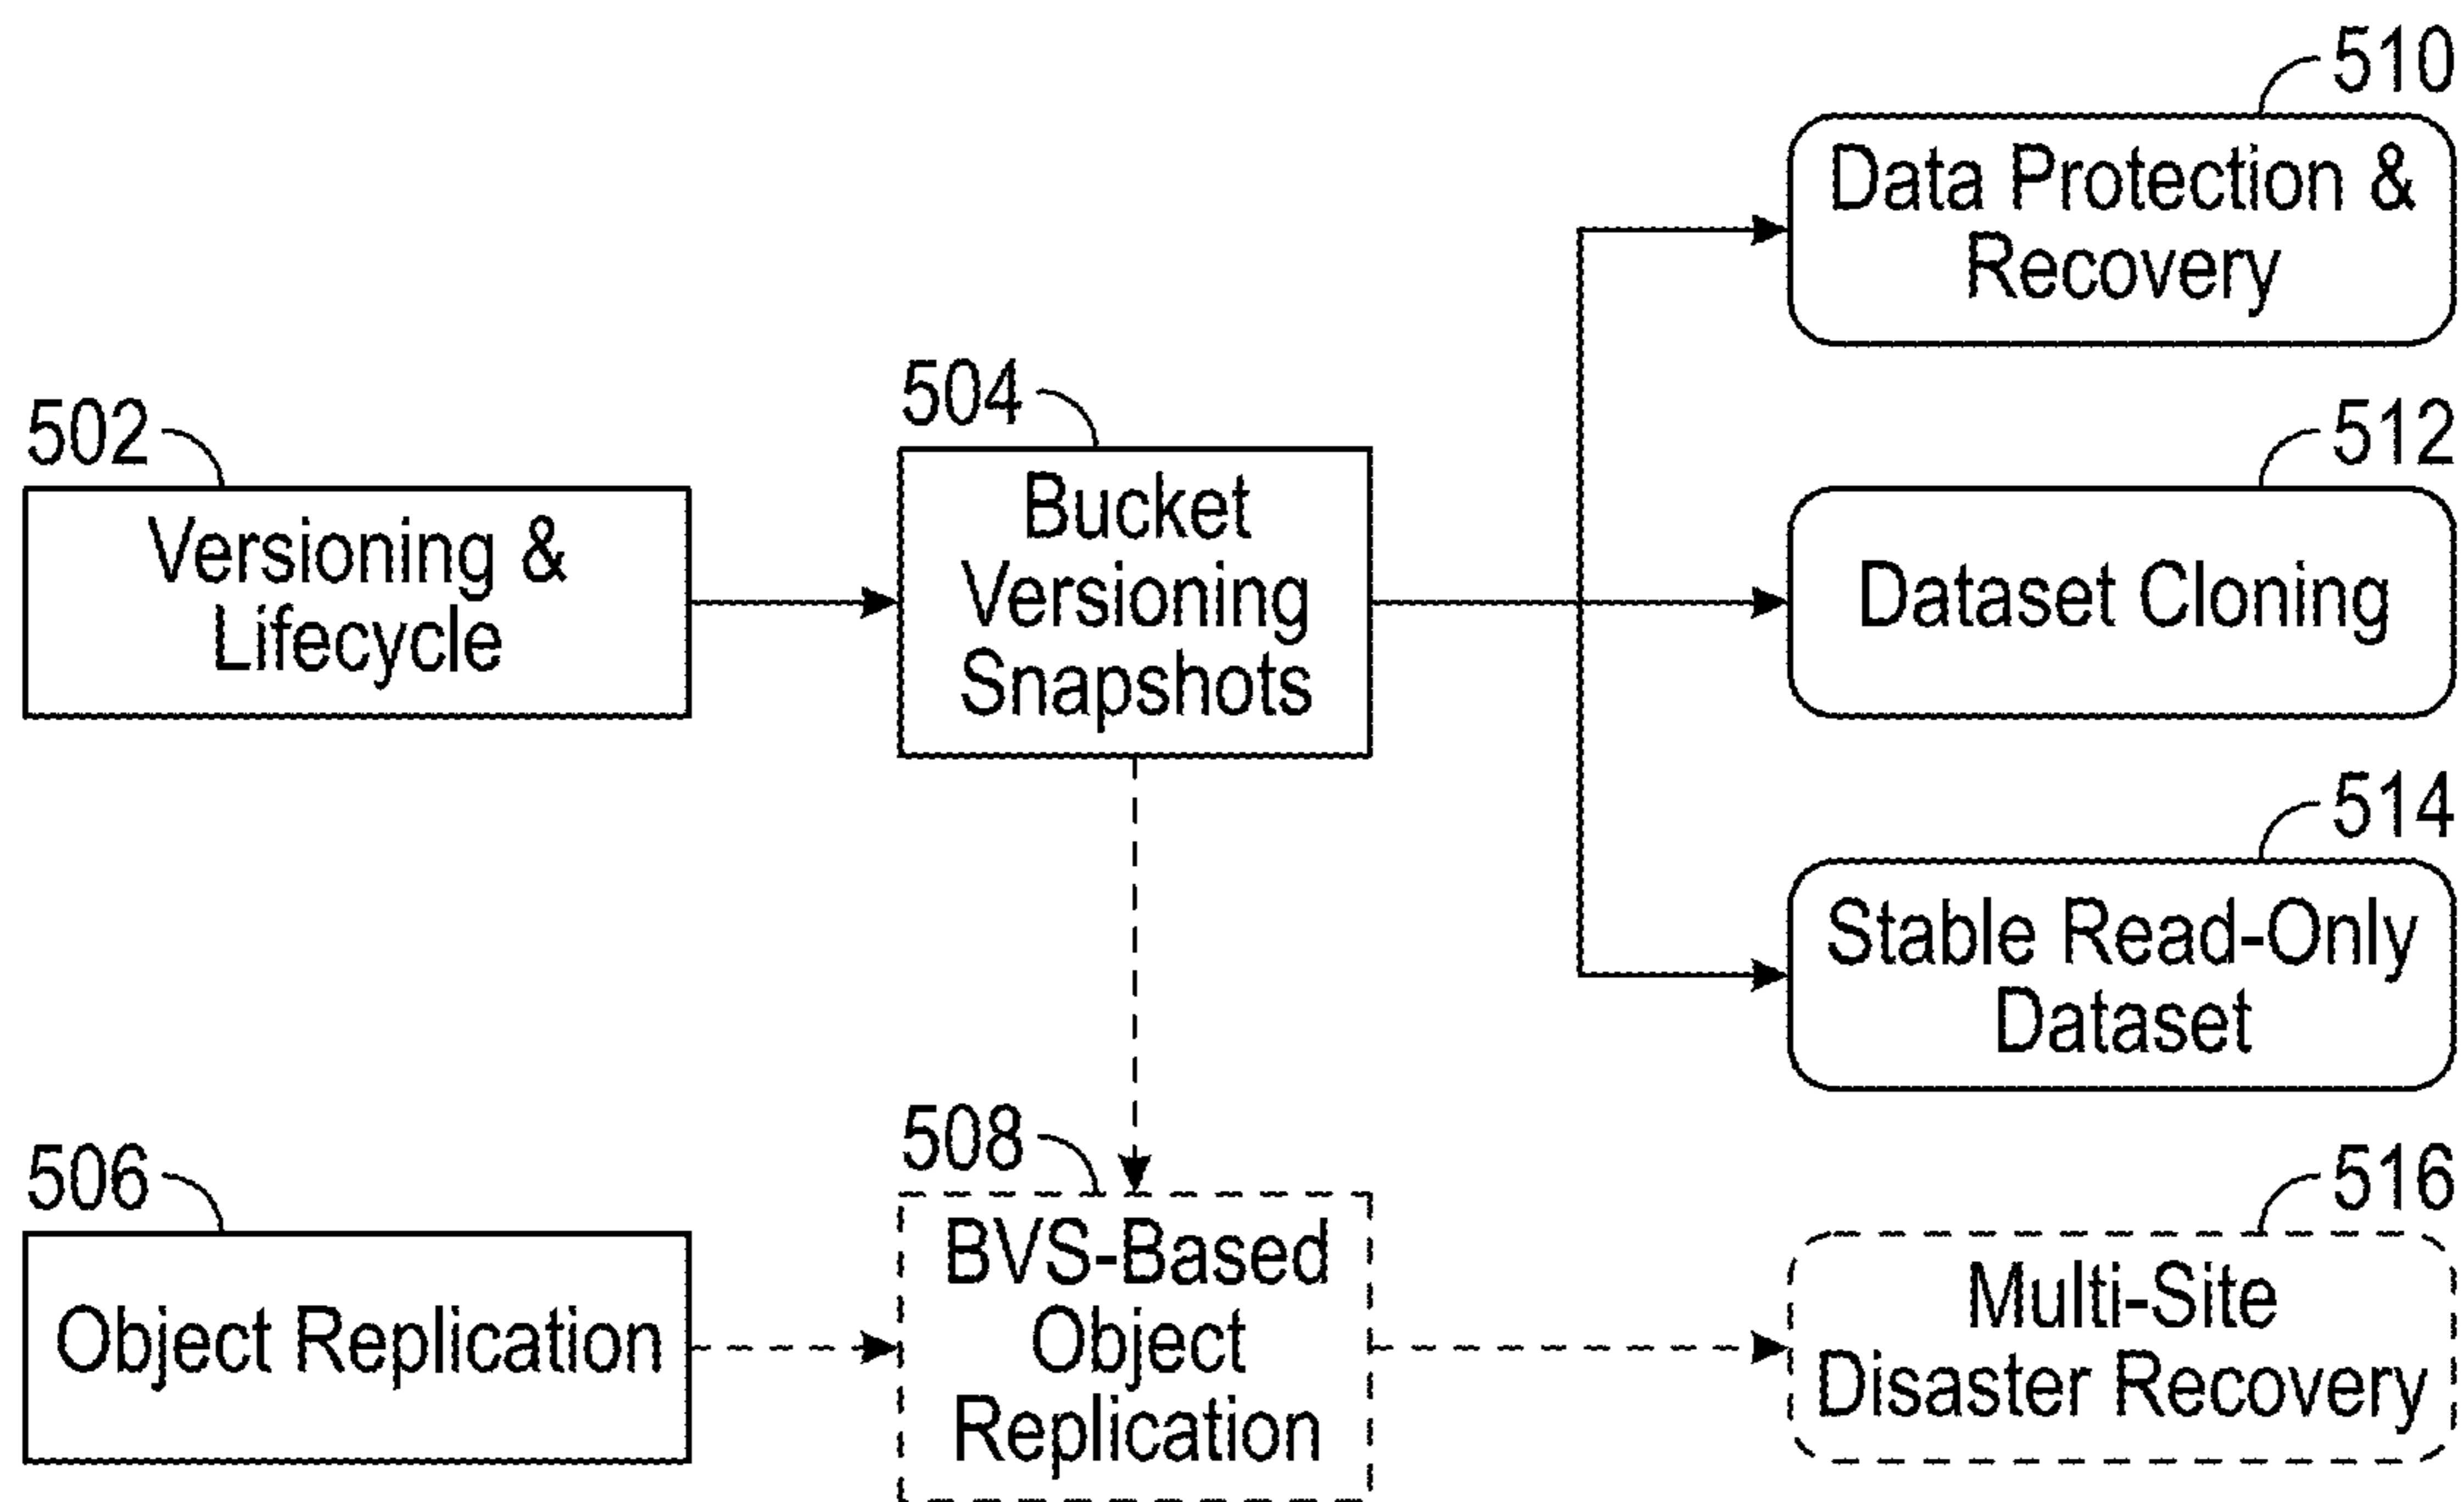 510
Data Protection &
Recovery
504
502
512
Bucket
Versioning
Snapshots
Versioning &
Lifecycle
Dataset Cloning
514
Stable Read-Only
Dataset
508
506
516
BVS-Based
Object
Replication
Object Replication
Multi-Site
Disaster Recovery